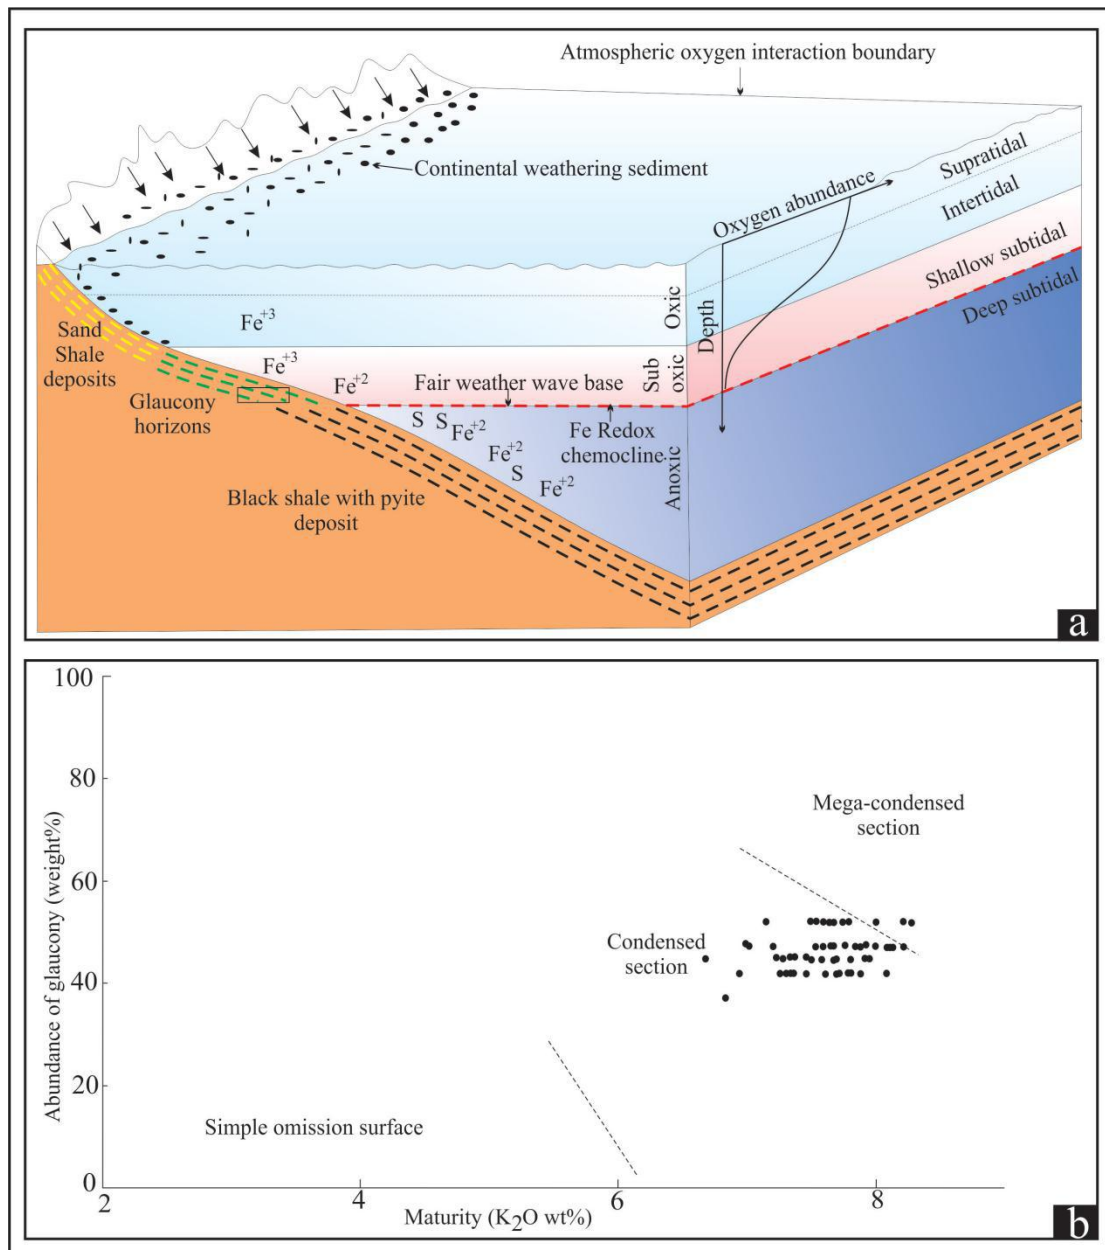 Atmospheric oxygen interaction boundary
Continental weathering sediment
Supratidal
Intertidal
Oxygen abundance
Shallow subtidal
Deep subtidal
Oxic
Depth
Fe+3
Sand
Shale
deposits
Fe+3
Sub
oxic
Fe+2
Fair weather wave base
Glaucony
horizons
S S
Fe+2
Fe Redox
chemocline
Fe+2
S
Fe+2
Anoxic
Black shale with pyite
deposit
a
100
80
60
40
20
0
Abundance of glaucony (weight%)
Mega-condensed
section
Condensed
section
Simple omission surface
2
4
6
8
Maturity (K2O wt%)
b